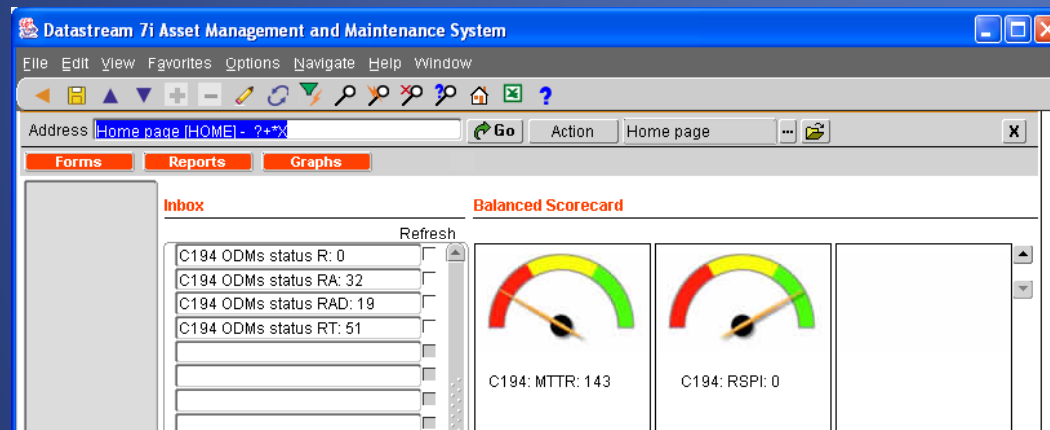 Datastream 7i Asset Management and Maintenance System
File Edit View Favorites Options Navigate Help Window
Address Home page [HOME] - ?+*X Go Action Home page ... X
Forms Reports Graphs
Inbox
Balanced Scorecard
Refresh
C194 ODMs status R: 0
C194 ODMs status RA: 32
C194 ODMs status RAD: 19
C194 ODMs status RT: 51
C194: MTTR: 143
C194: RSPI: 0